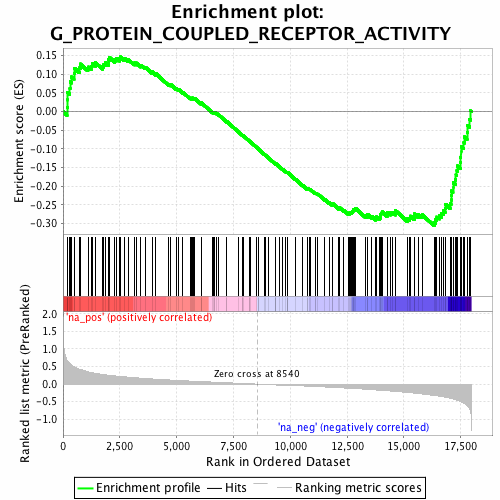 Enrichment plot:
G_PROTEIN_COUPLED_RECEPTOR_ACTIVITY
Enrichment score (ES)
0.15
0.10
0.05
0.00
-0.05
-0.10
-0.15
-0.20
-0.25
-0.30
Ranked list metric (PreRanked)
2.0
1.5
1.0
0.5
0.0
-0.5
-1.0
'na_pos' (positively correlated)
Zero cross at 8540
'na_neg' (negatively correlated)
0 2,500 5,000 7,500 10,000 12,500 15,000 17,500
Rank in Ordered Dataset
Enrichment profile Hits Ranking metric scores